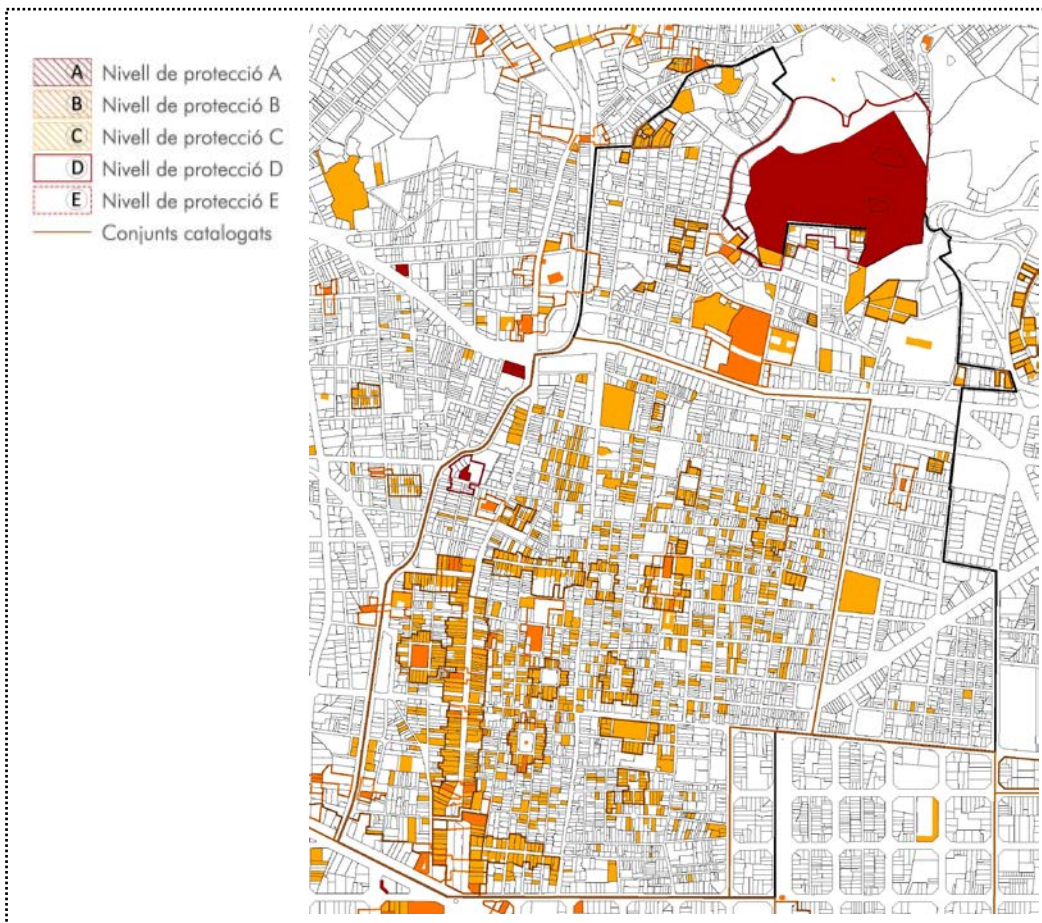 A Nivell de protecció A
B Nivell de protecció B
C Nivell de protecció C
D Nivell de protecció D
E Nivell de protecció E
Conjunts catalogats